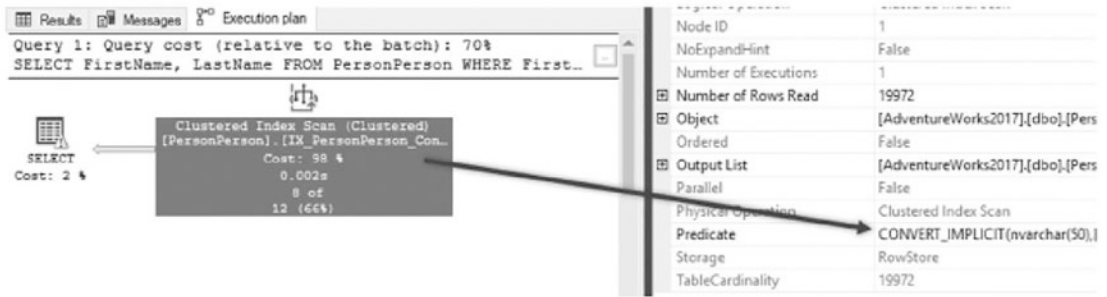 Results Messages Execution plan
Query 1: Query cost (relative to the batch): 70%
SELECT FirstName, LastName FROM PersonPerson WHERE First…
Clustered Index Scan (Clustered)
[PersonPerson].[IX_PersonPerson_Con…
Cost: 98 %
0.002s
8 of
12 (66%)
SELECT
Cost: 2 %
Node ID 1
NoExpandHint False
Number of Executions 1
Number of Rows Read 19972
Object [AdventureWorks2017].[dbo].[Pers
Ordered False
Output List [AdventureWorks2017].[dbo].[Pers
Parallel False
Physical Operation Clustered Index Scan
Predicate CONVERT_IMPLICIT(nvarchar(50),[
Storage RowStore
TableCardinality 19972